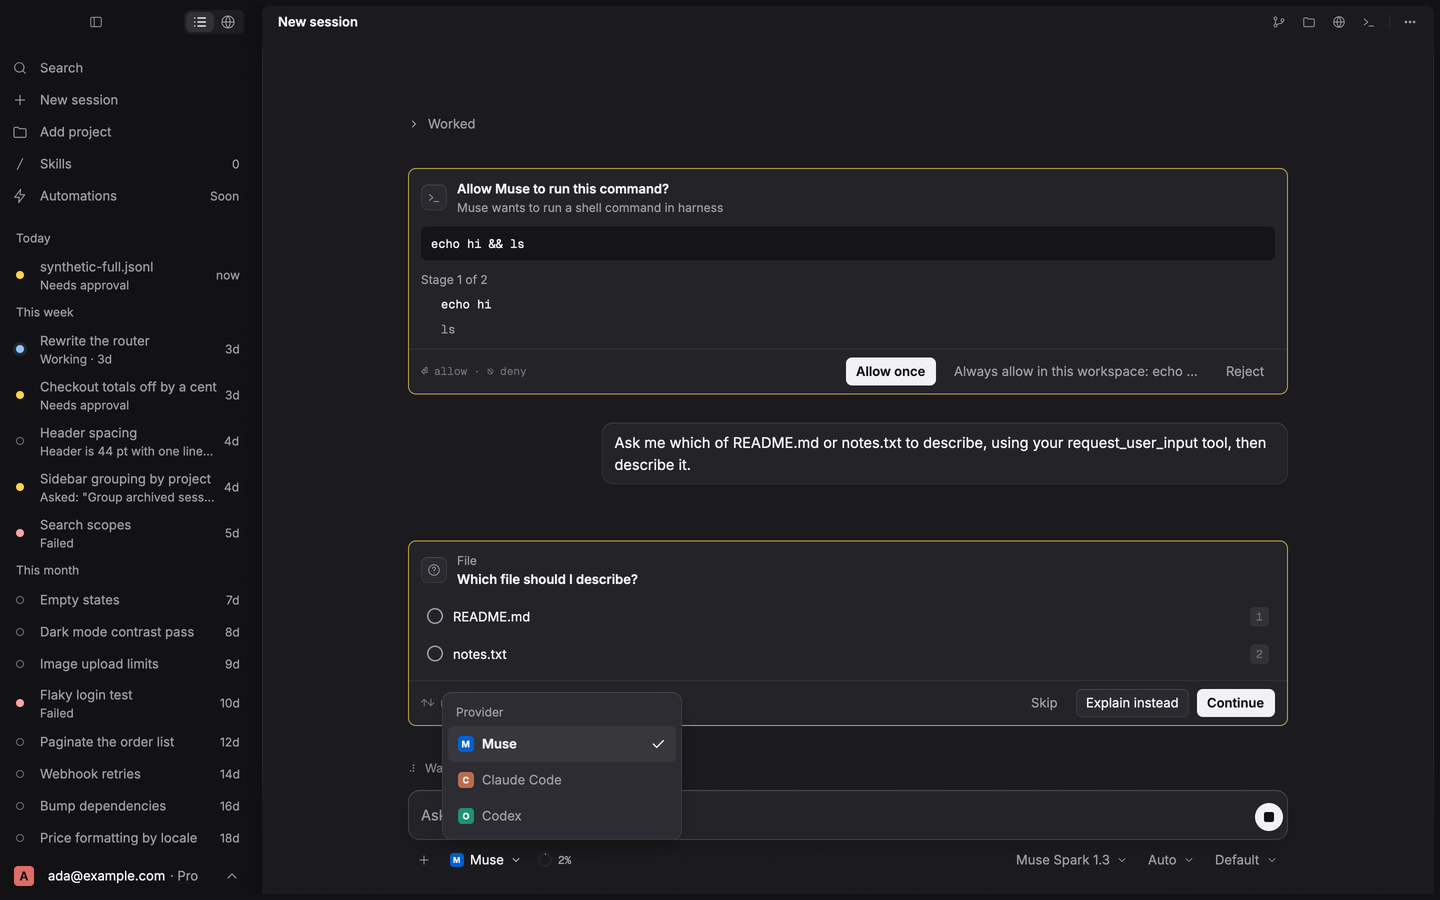 New session
Search
New session
Add project
Skills 0
Automations Soon
Today
synthetic-full.jsonl now
Needs approval
This week
Rewrite the router 3d
Working · 3d
Checkout totals off by a cent 3d
Needs approval
Header spacing 4d
Header is 44 pt with one line...
Sidebar grouping by project 4d
Asked: "Group archived sess...
Search scopes 5d
Failed
This month
Empty states 7d
Dark mode contrast pass 8d
Image upload limits 9d
Flaky login test 10d
Failed
Paginate the order list 12d
Webhook retries 14d
Bump dependencies 16d
Price formatting by locale 18d
A ada@example.com · Pro
Worked
Allow Muse to run this command?
Muse wants to run a shell command in harness
echo hi && ls
Stage 1 of 2
echo hi
ls
allow · deny
Allow once Always allow in this workspace: echo ... Reject
Ask me which of README.md or notes.txt to describe, using your request_user_input tool, then
describe it.
File
Which file should I describe?
README.md 1
notes.txt 2
Skip Explain instead Continue
Provider
M Muse
C Claude Code
O Codex
Wa
Ask
M Muse 2% Muse Spark 1.3 Auto Default